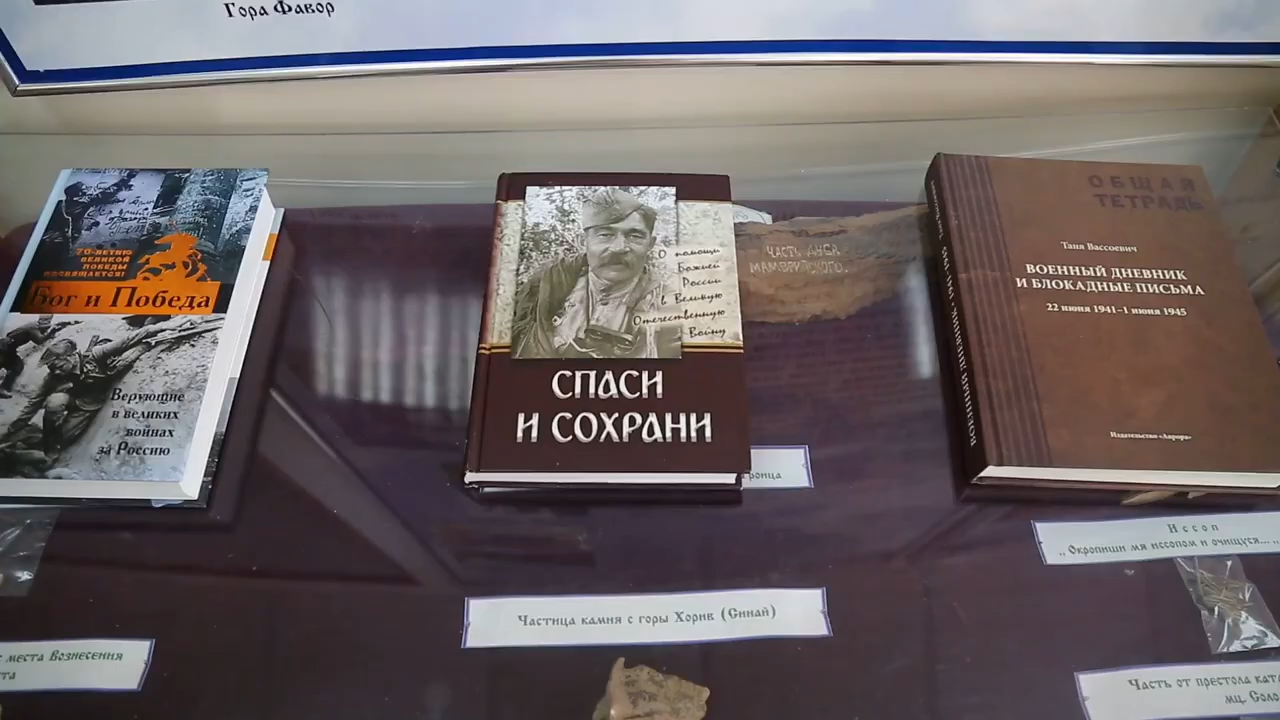 Гора Фавор
70-ЛЕТИЮ
ВЕЛИКОЙ
ПОБЕДЫ
ПОСВЯЩАЕТСЯ!
Бог и Победа
Верующие
в великих
войнах
за Россию
О помощи
Божией
России
в Великую
Отечественную
Войну
СПАСИ
И СОХРАНИ
ЧАСТЬ ДУБА
МАМВРИЙСКОГО.
ОБЩАЯ
ТЕТРАДЬ
Таня Вассоевич
ВОЕННЫЙ ДНЕВНИК
И БЛОКАДНЫЕ ПИСЬМА
22 июня 1941–1 июня 1945
Издательство «Аврора»
Иссоп
„Окропиши мя иссопом и очищуся... „
Частица камня с горы Хорив (Синай)
с места Вознесения
Часть от престола
мц.